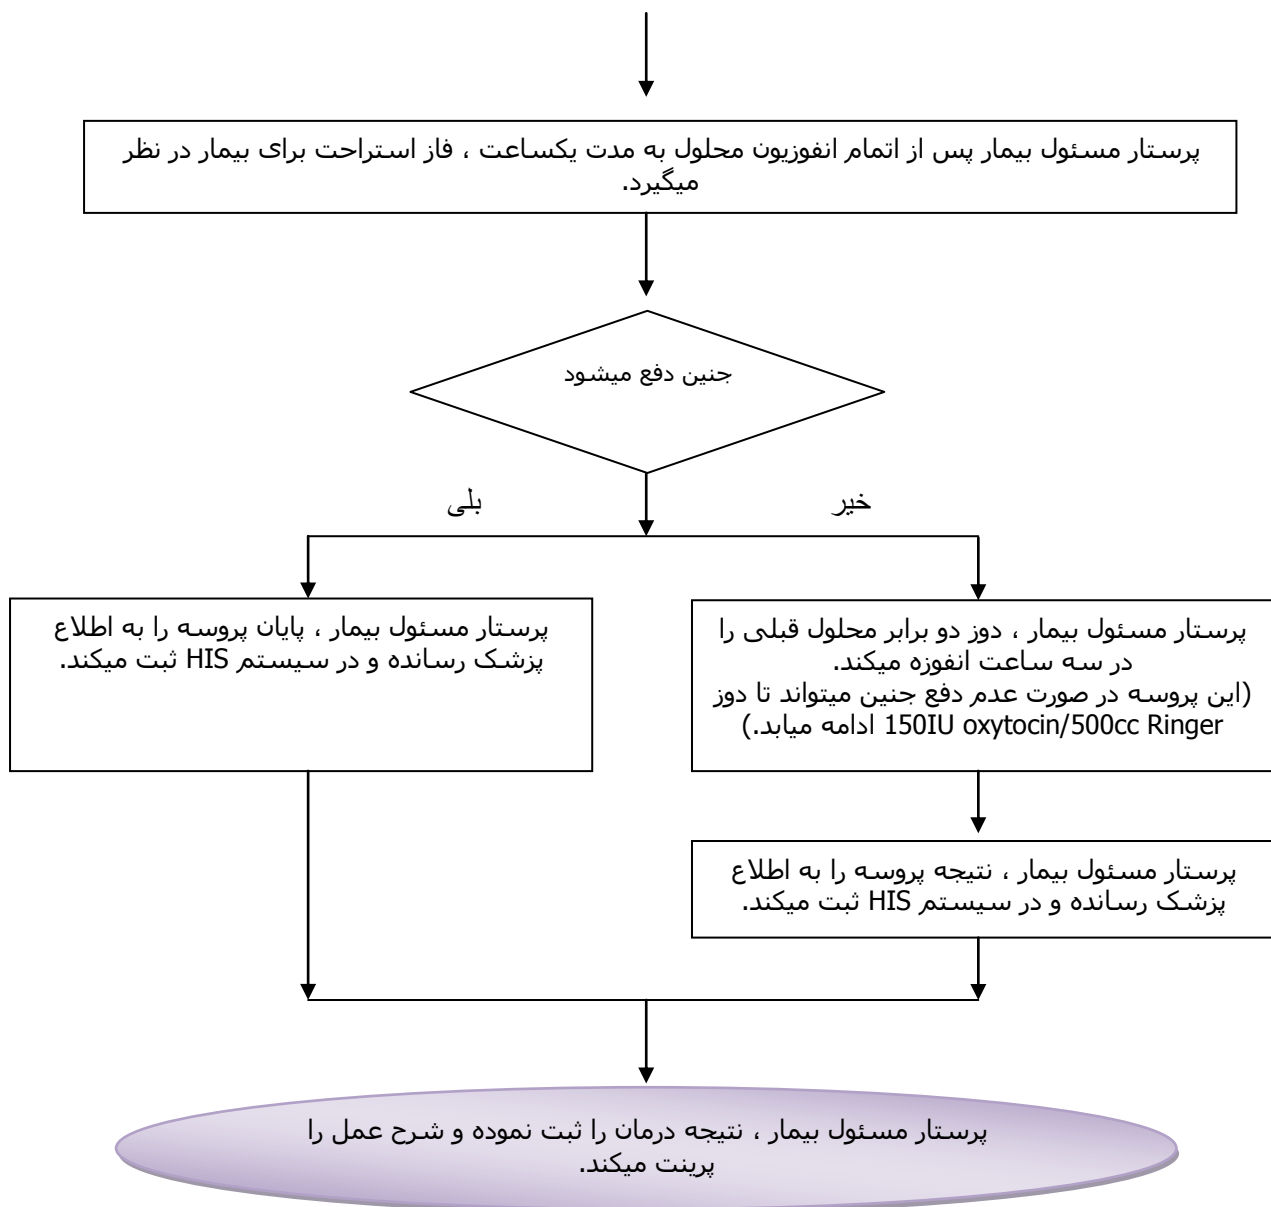 پرستار مسئول بیمار پس از اتمام انفوزیون محلول به مدت یکساعت ، فاز استراحت برای بیمار در نظر
میگیرد.
جنین دفع میشود
خیر
بلی
پرستار مسئول بیمار ، دوز دو برابر محلول قبلی را
در سه ساعت انفوزه میکند.
(این پروسه در صورت عدم دفع جنین میتواند تا دوز
150IU oxytocin/500cc Ringer ادامه میابد.)
پرستار مسئول بیمار ، پایان پروسه را به اطلاع
پزشک رسانده و در سیستم HIS ثبت میکند.
پرستار مسئول بیمار ، نتیجه پروسه را به اطلاع
پزشک رسانده و در سیستم HIS ثبت میکند.
پرستار مسئول بیمار ، نتیجه درمان را ثبت نموده و شرح عمل را
پرینت میکند.